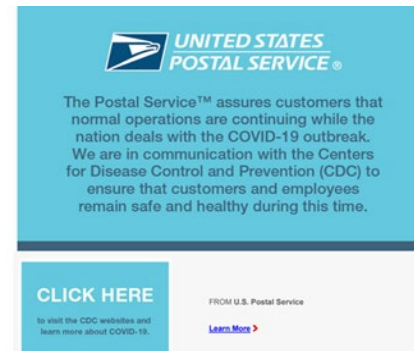 UNITED STATES
POSTAL SERVICE ®
The Postal Service™ assures customers that
normal operations are continuing while the
nation deals with the COVID-19 outbreak.
We are in communication with the Centers
for Disease Control and Prevention (CDC) to
ensure that customers and employees
remain safe and healthy during this time.
CLICK HERE
to visit the CDC websites and
learn more about COVID-19.
FROM U.S. Postal Service
Learn More >